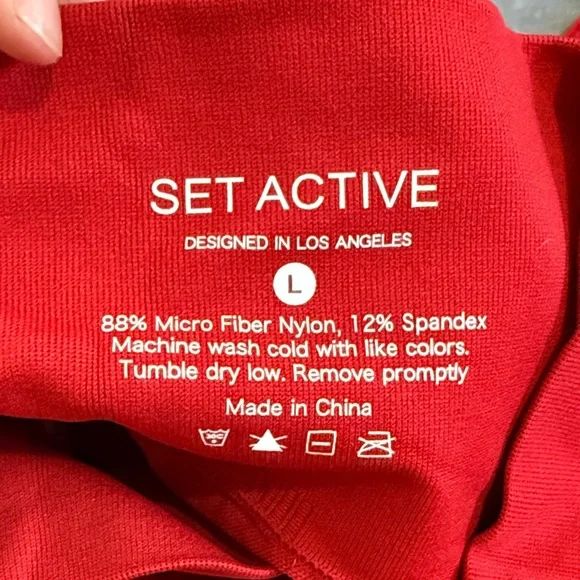 SET ACTIVE
DESIGNED IN LOS ANGELES
L
88% Micro Fiber Nylon, 12% Spandex
Machine wash cold with like colors.
Tumble dry low. Remove promptly
Made in China
30C